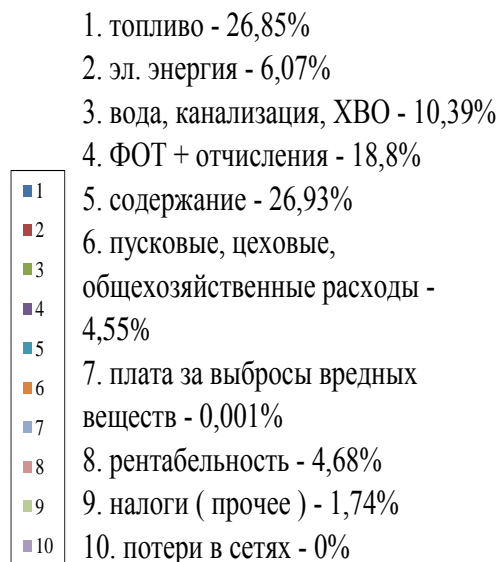 1. топливо - 26,85%
2. эл. энергия - 6,07%
3. вода, канализация, ХВО - 10,39%
4. ФОТ + отчисления - 18,8%
5. содержание - 26,93%
6. пусковые, цеховые,
общехозяйственные расходы -
4,55%
7. плата за выбросы вредных
веществ - 0,001%
8. рентабельность - 4,68%
9. налоги ( прочее ) - 1,74%
10. потери в сетях - 0%
1
2
3
4
5
6
7
8
9
10